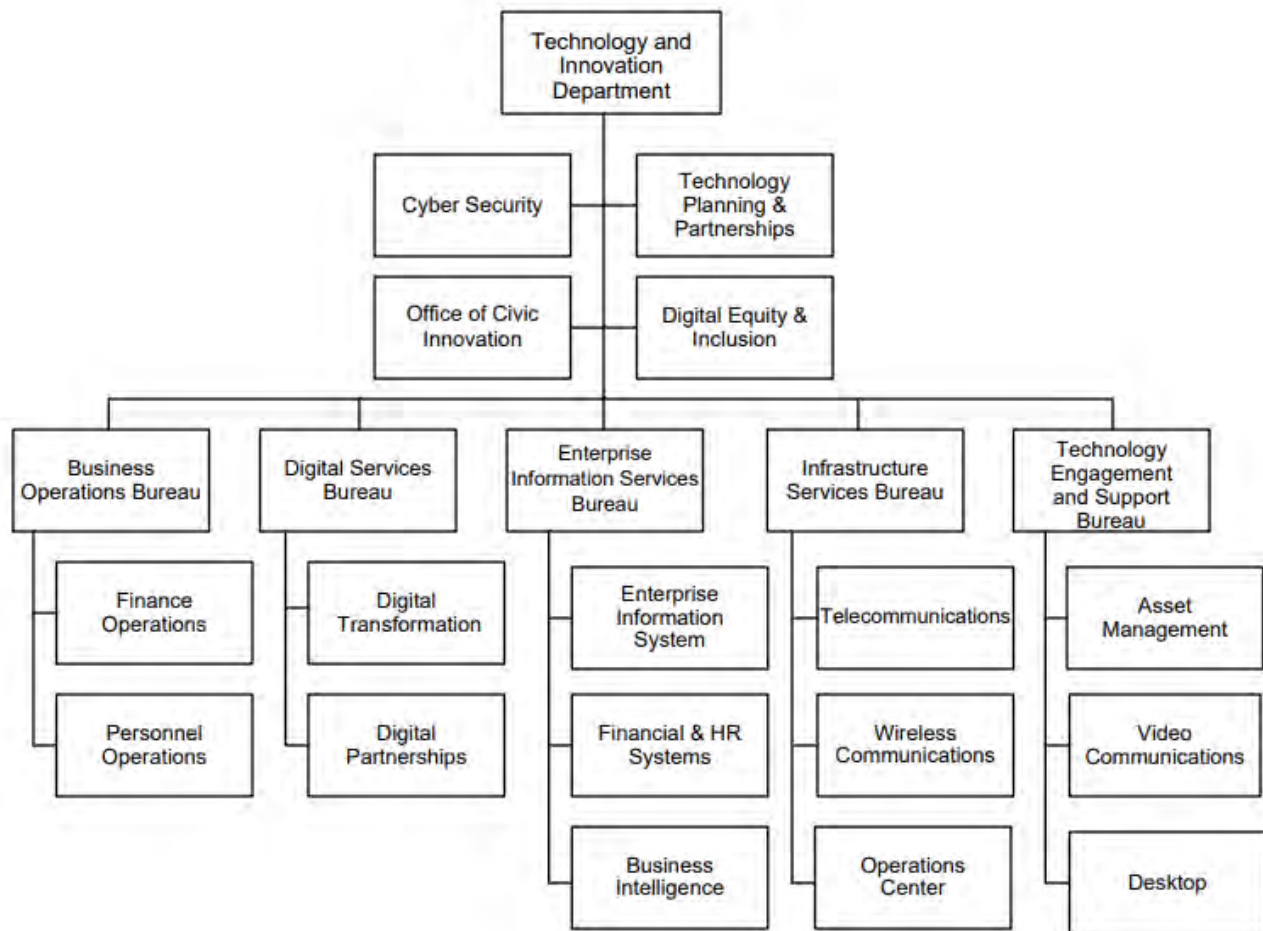 Technology and
Innovation
Department
Cyber Security
Technology
Planning &
Partnerships
Office of Civic
Innovation
Digital Equity &
Inclusion
Business
Operations Bureau
Digital Services
Bureau
Enterprise
Information Services
Bureau
Infrastructure
Services Bureau
Technology
Engagement
and Support
Bureau
Finance
Operations
Digital
Transformation
Enterprise
Information
System
Telecommunications
Asset
Management
Personnel
Operations
Digital
Partnerships
Financial & HR
Systems
Wireless
Communications
Video
Communications
Business
Intelligence
Operations
Center
Desktop